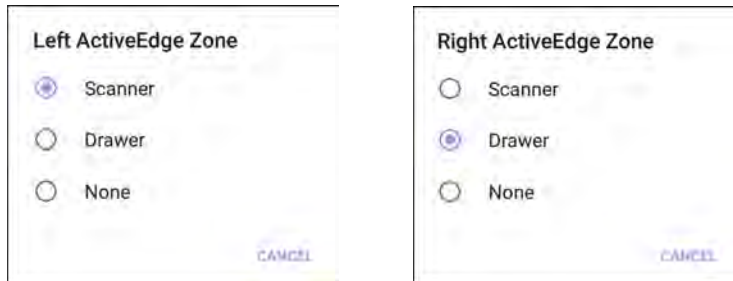 Left ActiveEdge Zone
Scanner
Drawer
None
CANCEL
Right ActiveEdge Zone
Scanner
Drawer
None
CANCEL